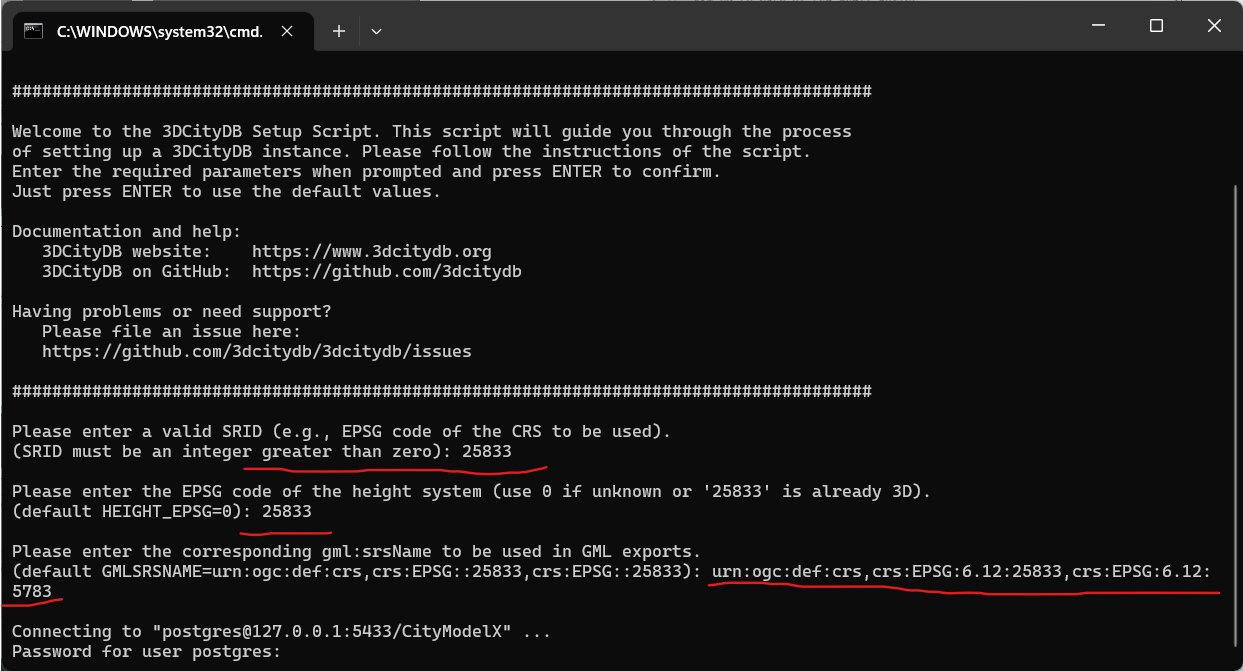 C:\WINDOWS\system32\cmd.
######################################################################################
Welcome to the 3DCityDB Setup Script. This script will guide you through the process
of setting up a 3DCityDB instance. Please follow the instructions of the script.
Enter the required parameters when prompted and press ENTER to confirm.
Just press ENTER to use the default values.
Documentation and help:
3DCityDB website:    https://www.3dcitydb.org
3DCityDB on GitHub:  https://github.com/3dcitydb
Having problems or need support?
Please file an issue here:
https://github.com/3dcitydb/3dcitydb/issues
######################################################################################
Please enter a valid SRID (e.g., EPSG code of the CRS to be used).
(SRID must be an integer greater than zero): 25833
Please enter the EPSG code of the height system (use 0 if unknown or '25833' is already 3D).
(default HEIGHT_EPSG=0): 25833
Please enter the corresponding gml:srsName to be used in GML exports.
(default GMLSRSNAME=urn:ogc:def:crs,crs:EPSG::25833,crs:EPSG::25833): urn:ogc:def:crs,crs:EPSG:6.12:25833,crs:EPSG:6.12:
5783
Connecting to "postgres@127.0.0.1:5433/CityModelX" ...
Password for user postgres: